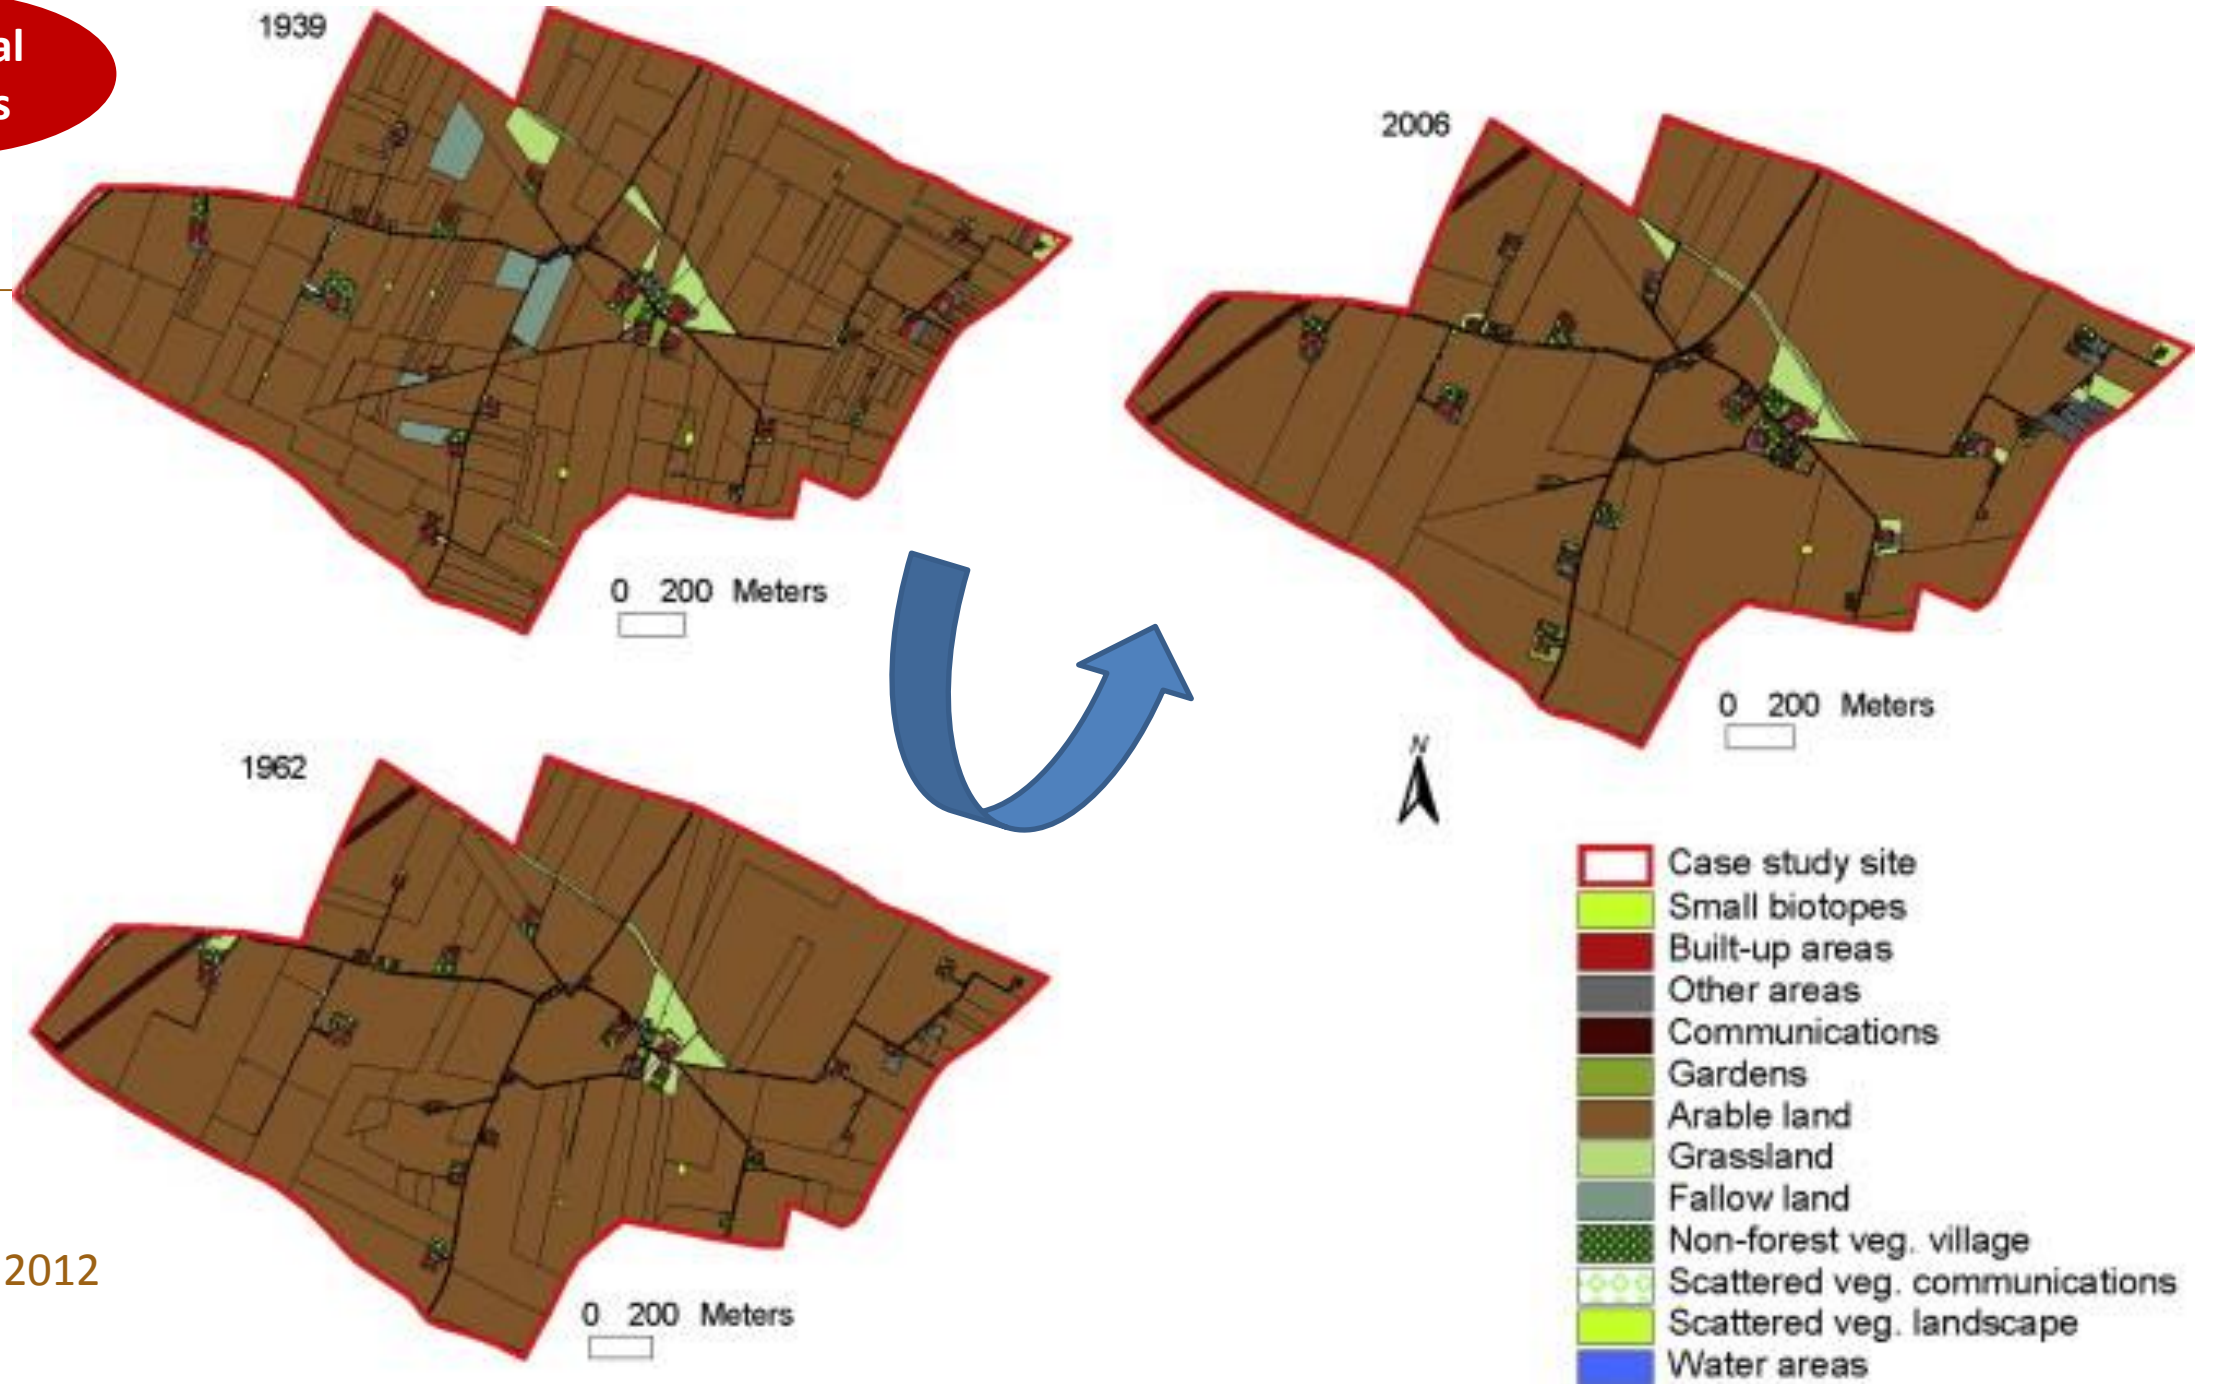 al
s
1939
0 200 Meters
2006
0 200 Meters
N
1962
0 200 Meters
2012
Case study site
Small biotopes
Built-up areas
Other areas
Communications
Gardens
Arable land
Grassland
Fallow land
Non-forest veg. village
Scattered veg. communications
Scattered veg. landscape
Water areas